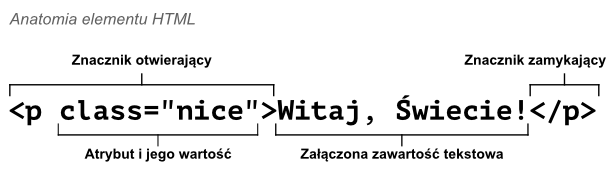 Anatomia elementu HTML
Znacznik otwierający Znacznik zamykający
<p class="nice">Witaj, Świecie!</p>
Atrybut i jego wartość Załączona zawartość tekstowa